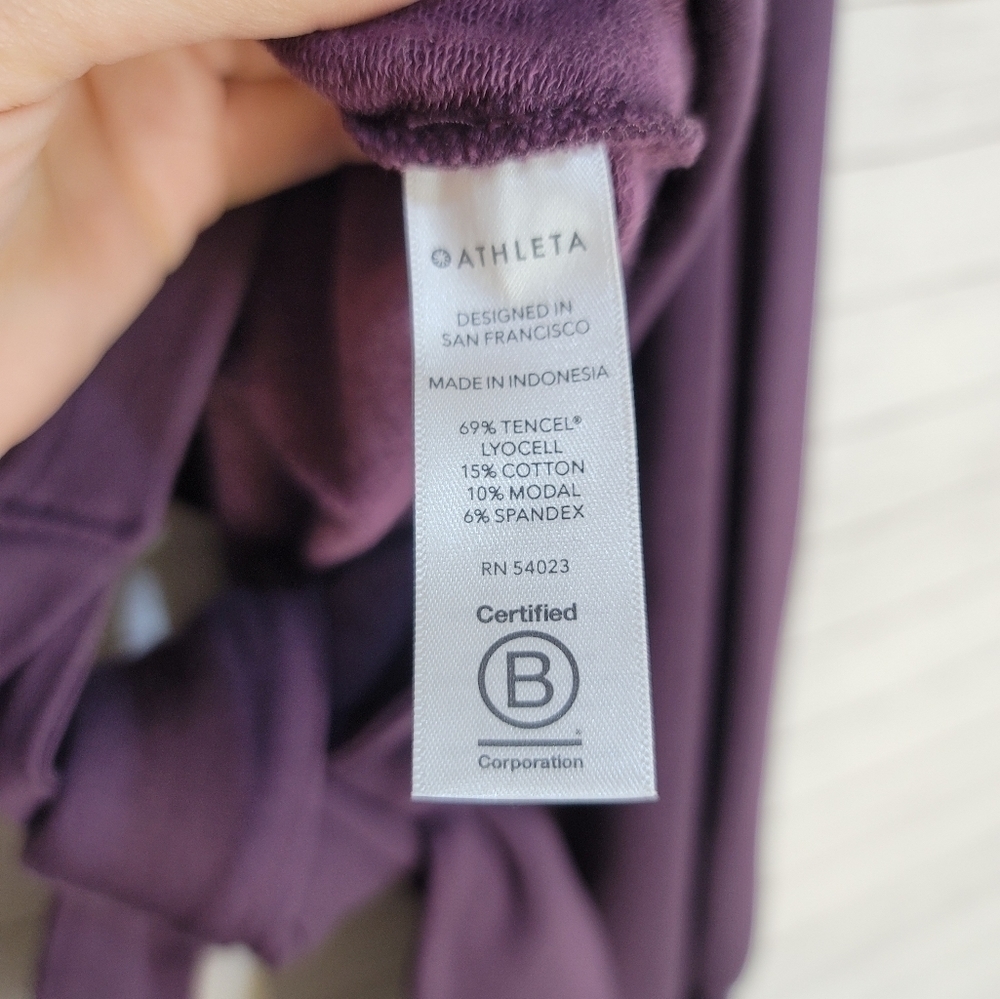 ATHLETA
DESIGNED IN
SAN FRANCISCO
MADE IN INDONESIA
69% TENCEL®
LYOCELL
15% COTTON
10% MODAL
6% SPANDEX
RN 54023
Certified
B
Corporation